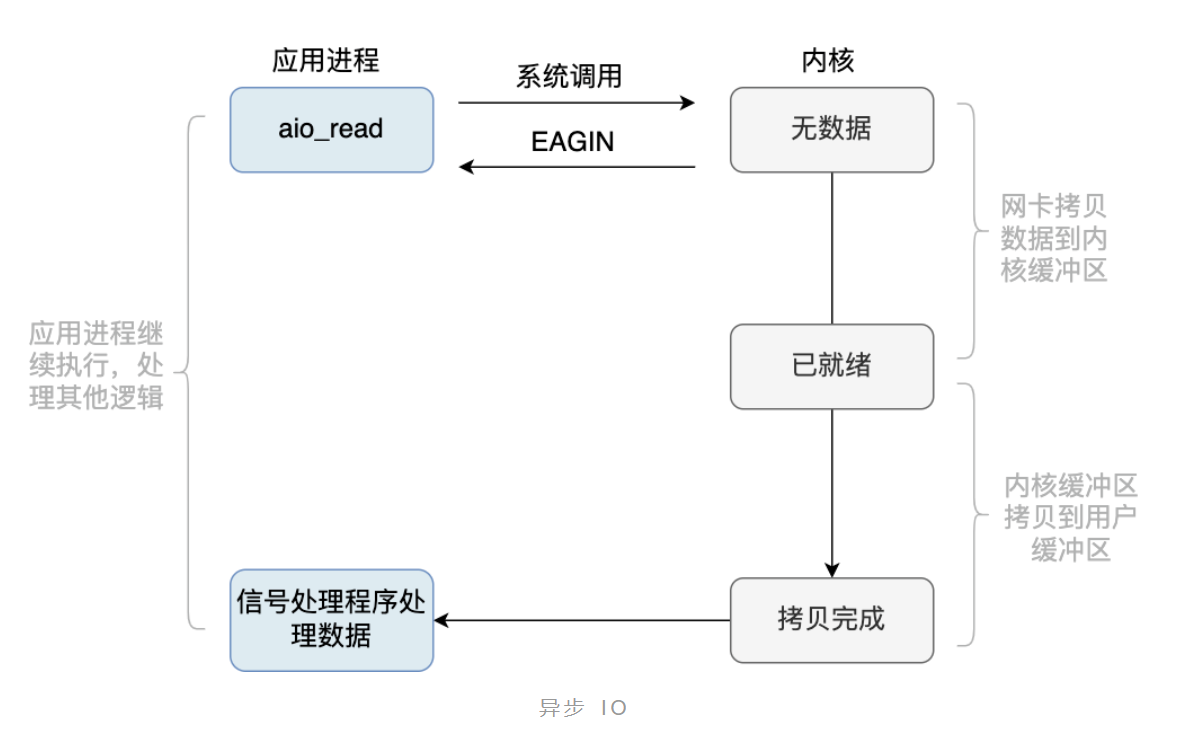 应用进程
系统调用
内核
aio_read
EAGIN
无数据
网卡拷贝
数据到内
核缓冲区
应用进程继
续执行，处
理其他逻辑
已就绪
内核缓冲区
拷贝到用户
缓冲区
信号处理程序处
理数据
拷贝完成
异步 IO